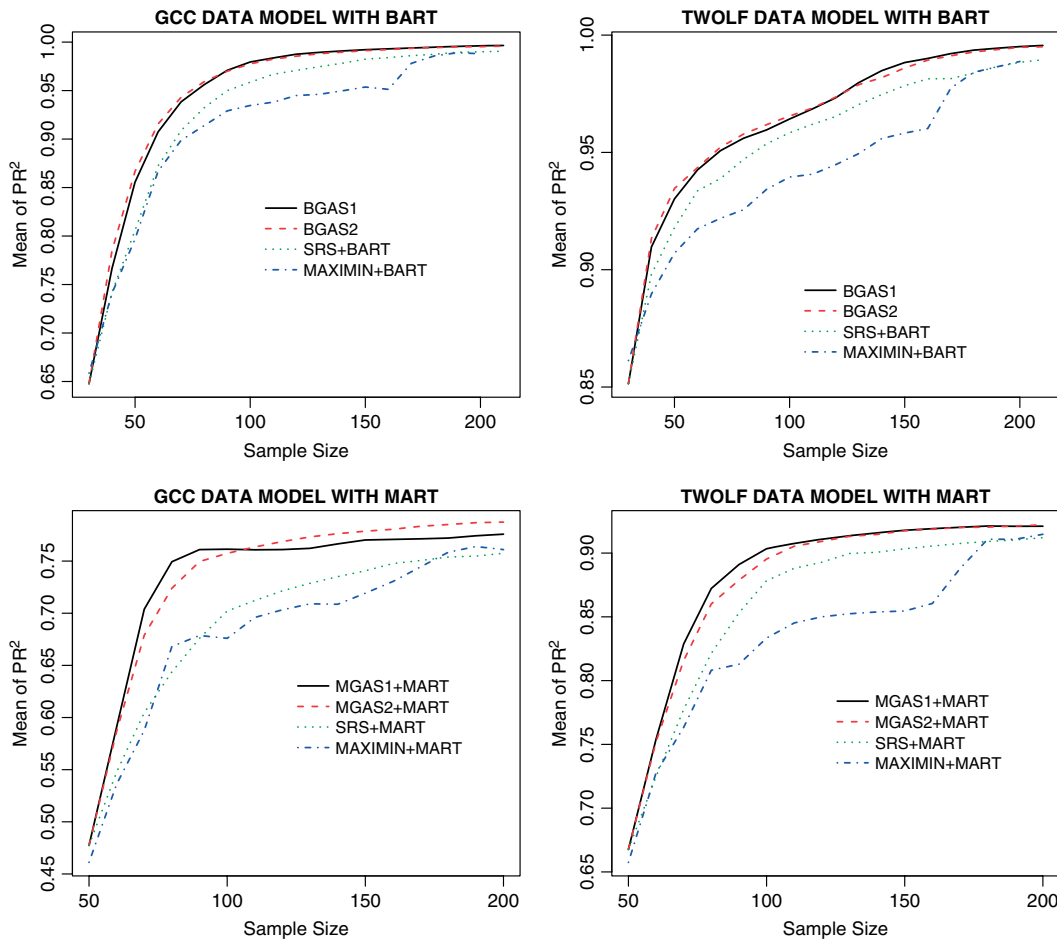 GCC DATA MODEL WITH BART
Mean of PR²
1.00
0.95
0.90
0.85
0.80
0.75
0.70
0.65
BGAS1
BGAS2
SRS+BART
MAXIMIN+BART
50
100
150
200
Sample Size
TWOLF DATA MODEL WITH BART
Mean of PR²
1.00
0.95
0.90
0.85
BGAS1
BGAS2
SRS+BART
MAXIMIN+BART
50
100
150
200
Sample Size
GCC DATA MODEL WITH MART
Mean of PR²
0.75
0.70
0.65
0.60
0.55
0.50
0.45
MGAS1+MART
MGAS2+MART
SRS+MART
MAXIMIN+MART
50
100
150
200
Sample Size
TWOLF DATA MODEL WITH MART
Mean of PR²
0.90
0.85
0.80
0.75
0.70
0.65
MGAS1+MART
MGAS2+MART
SRS+MART
MAXIMIN+MART
50
100
150
200
Sample Size